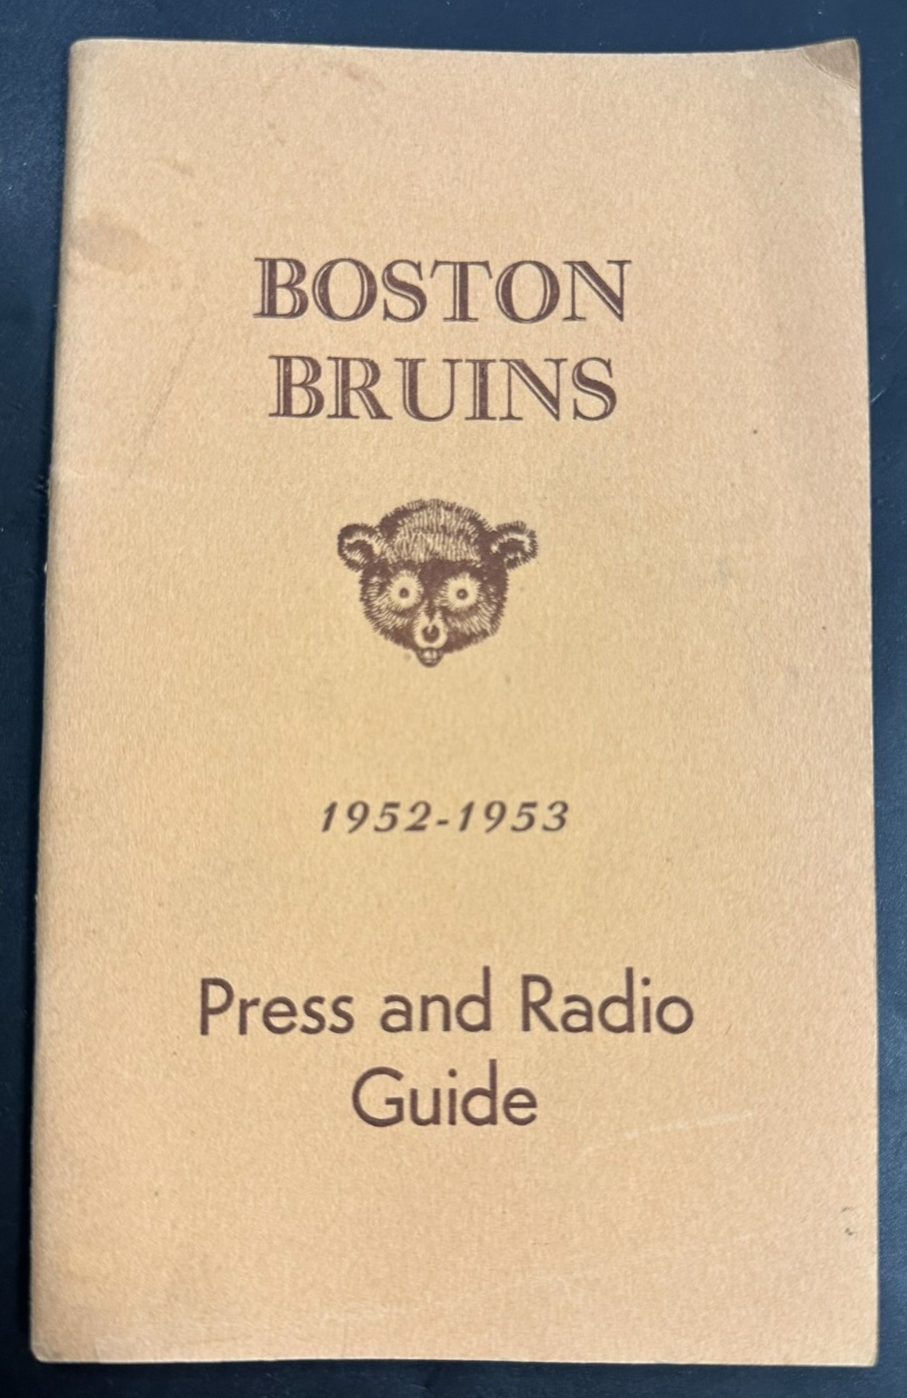 BOSTON
BRUINS
1952-1953
Press and Radio
Guide